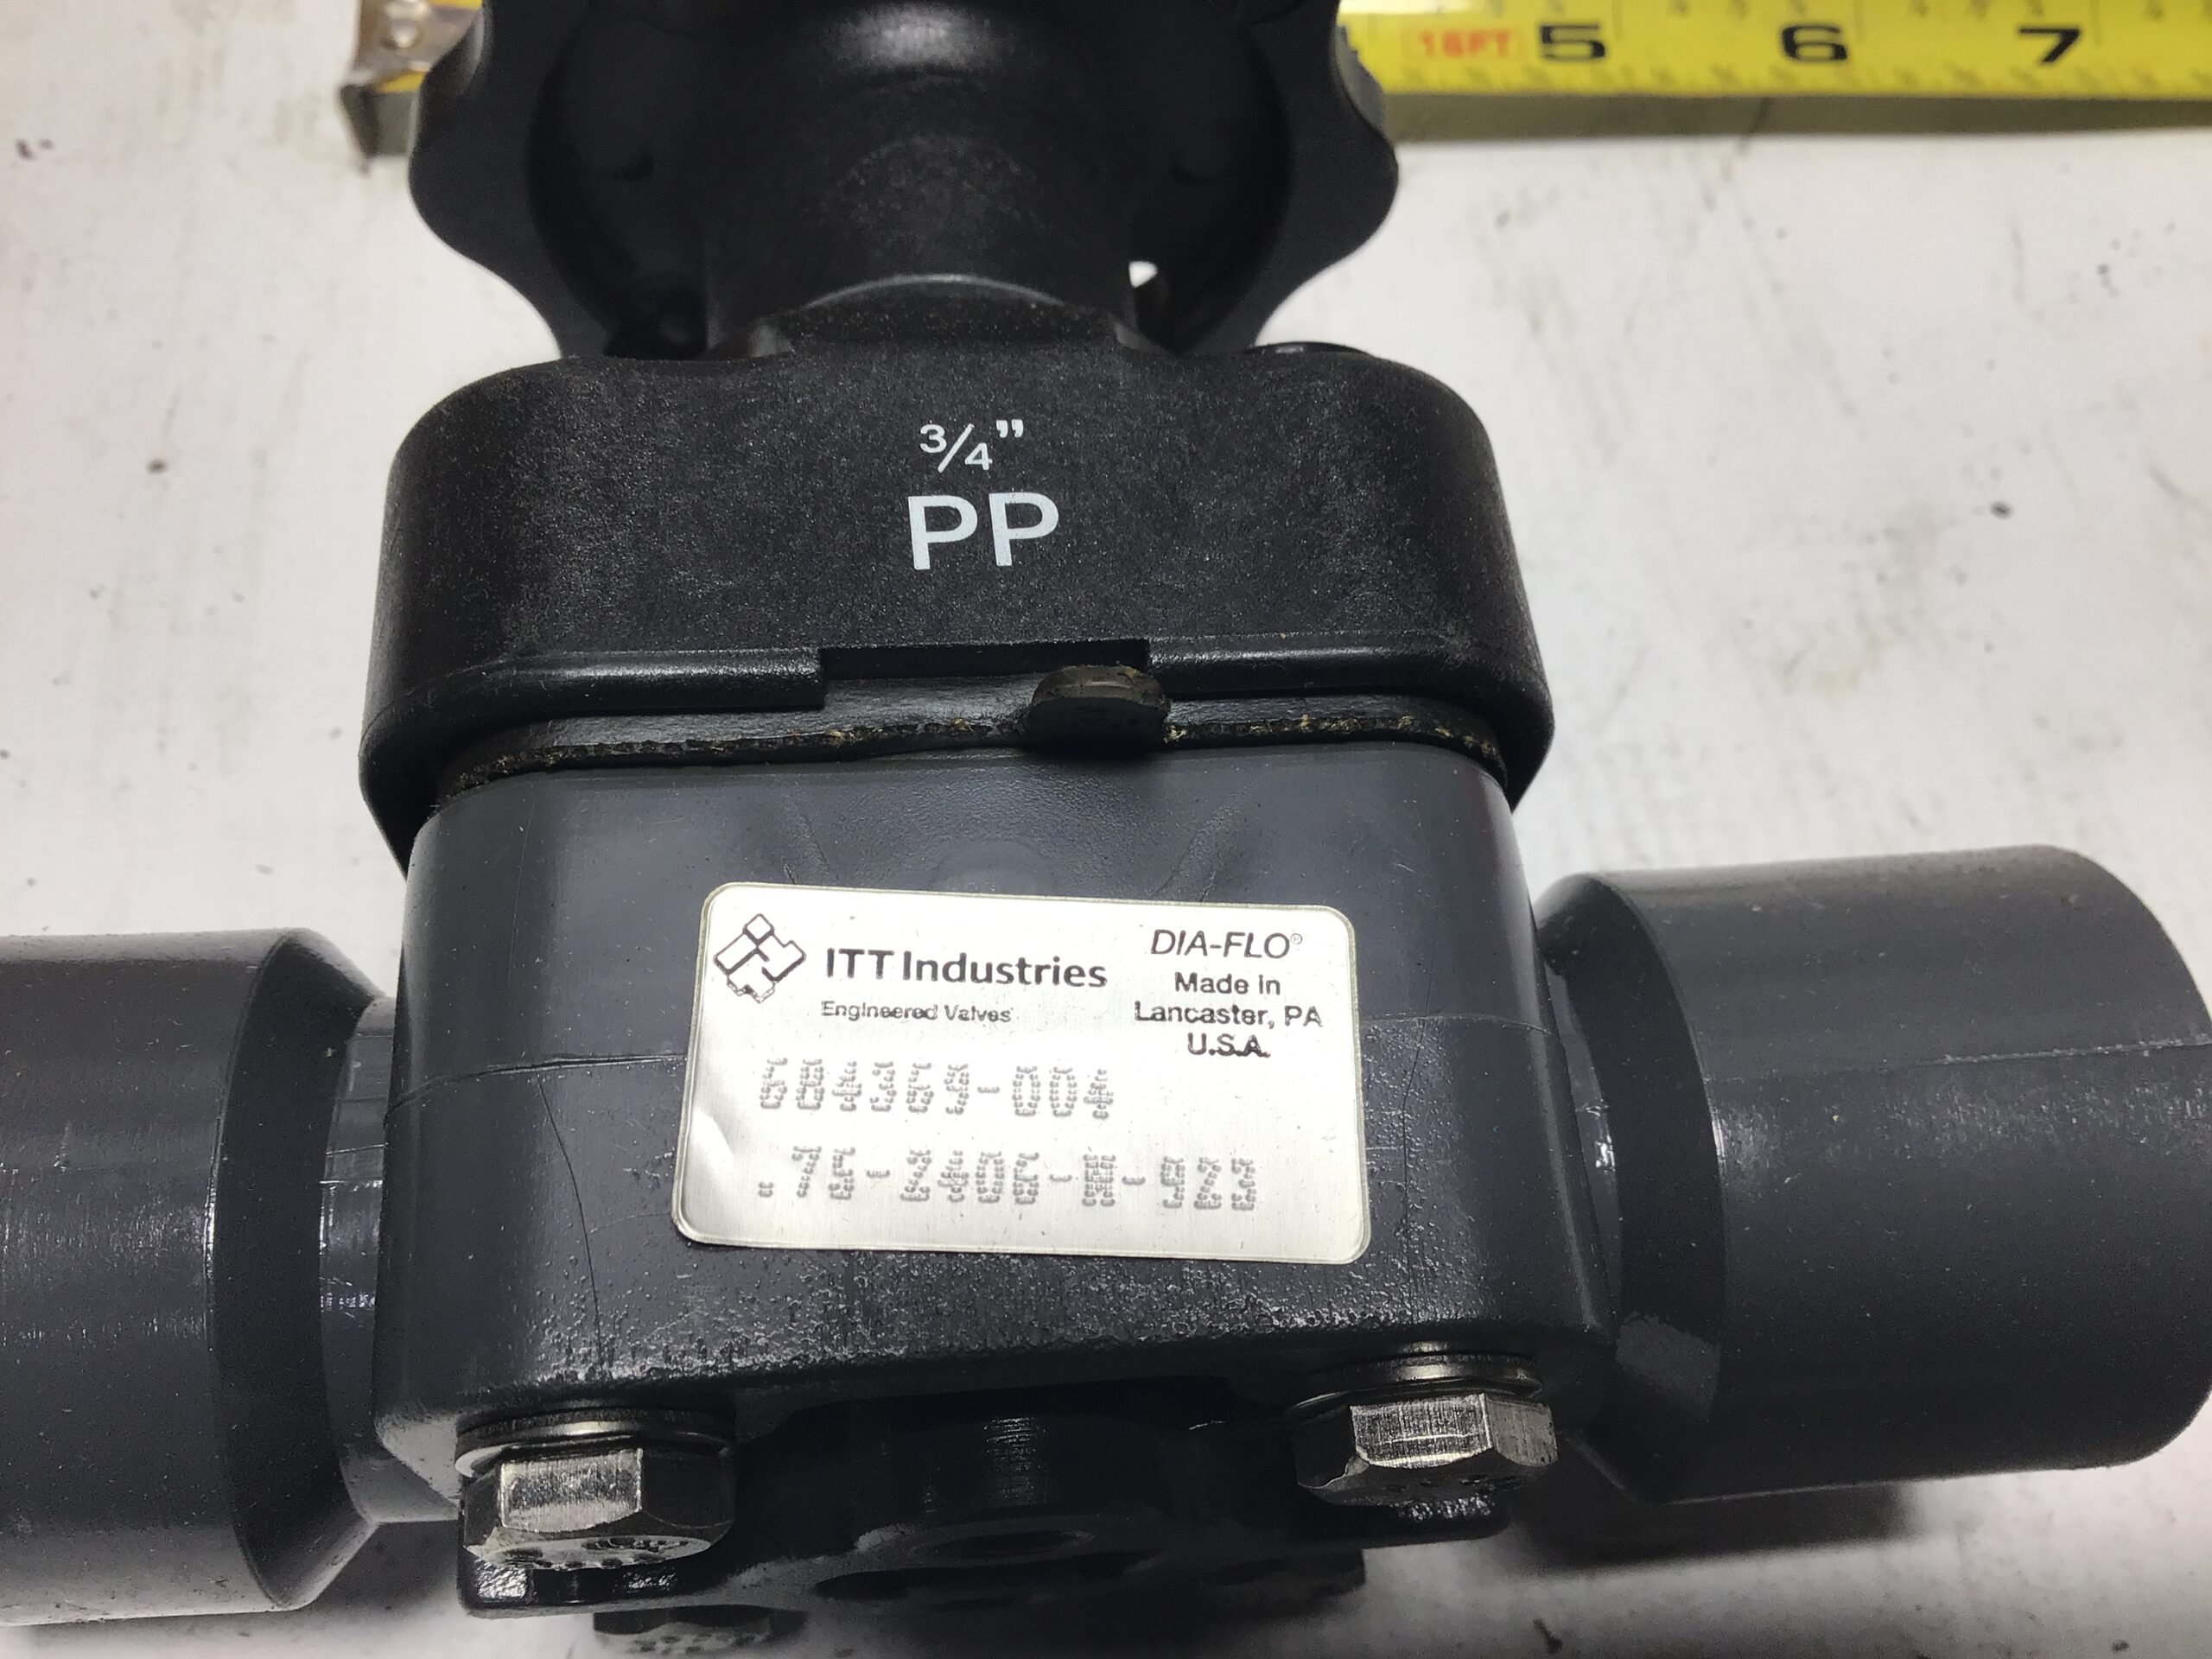 16FT 5 6 7
3/4"
PP
ITT Industries
Engineered Valves
DIA-FLO®
Made in
Lancaster, PA
U.S.A.
684369-004
.75-2406-M-923